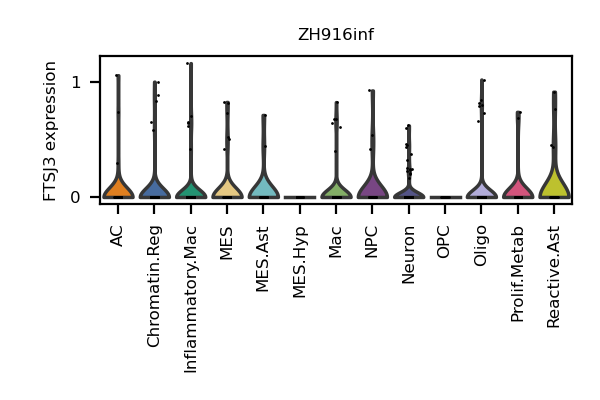 ZH916inf
FTSJ3 expression
1
0
AC
Chromatin.Reg
Inflammatory.Mac
MES
MES.Ast
MES.Hyp
Mac
NPC
Neuron
OPC
Oligo
Prolif.Metab
Reactive.Ast